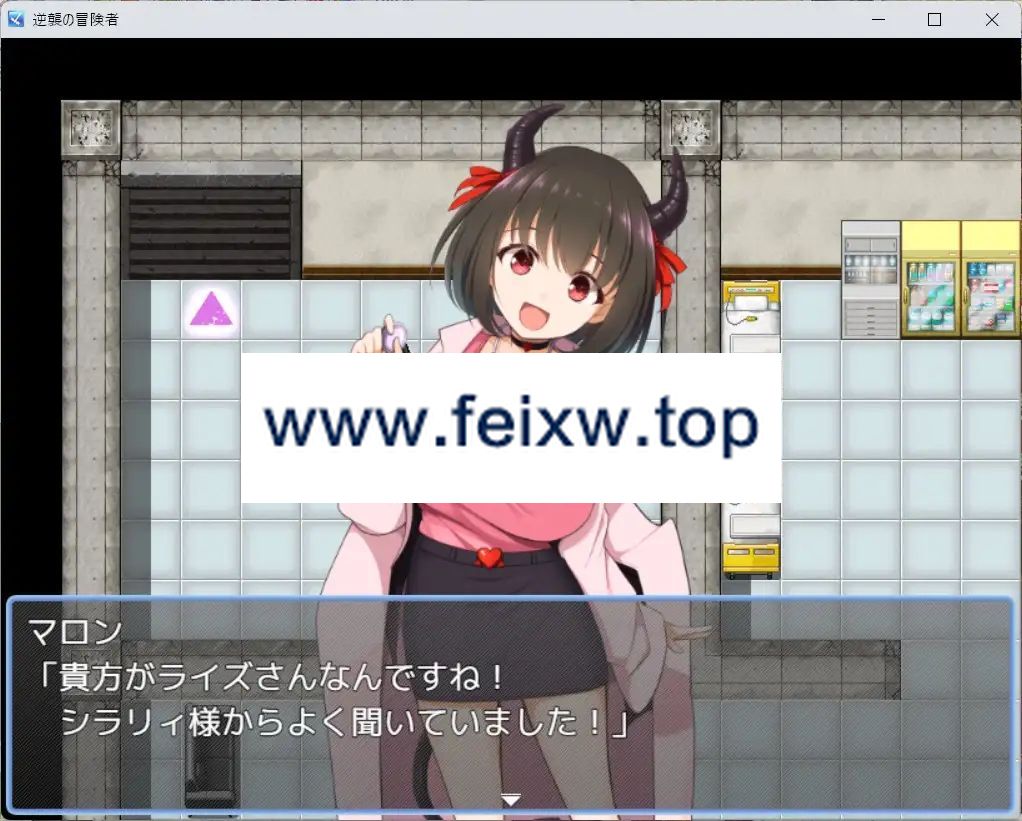 逆襲の冒険者
www.feixw.top
マロン
「貴方がライズさんなんですね！
シラリィ様からよく聞いていました！」